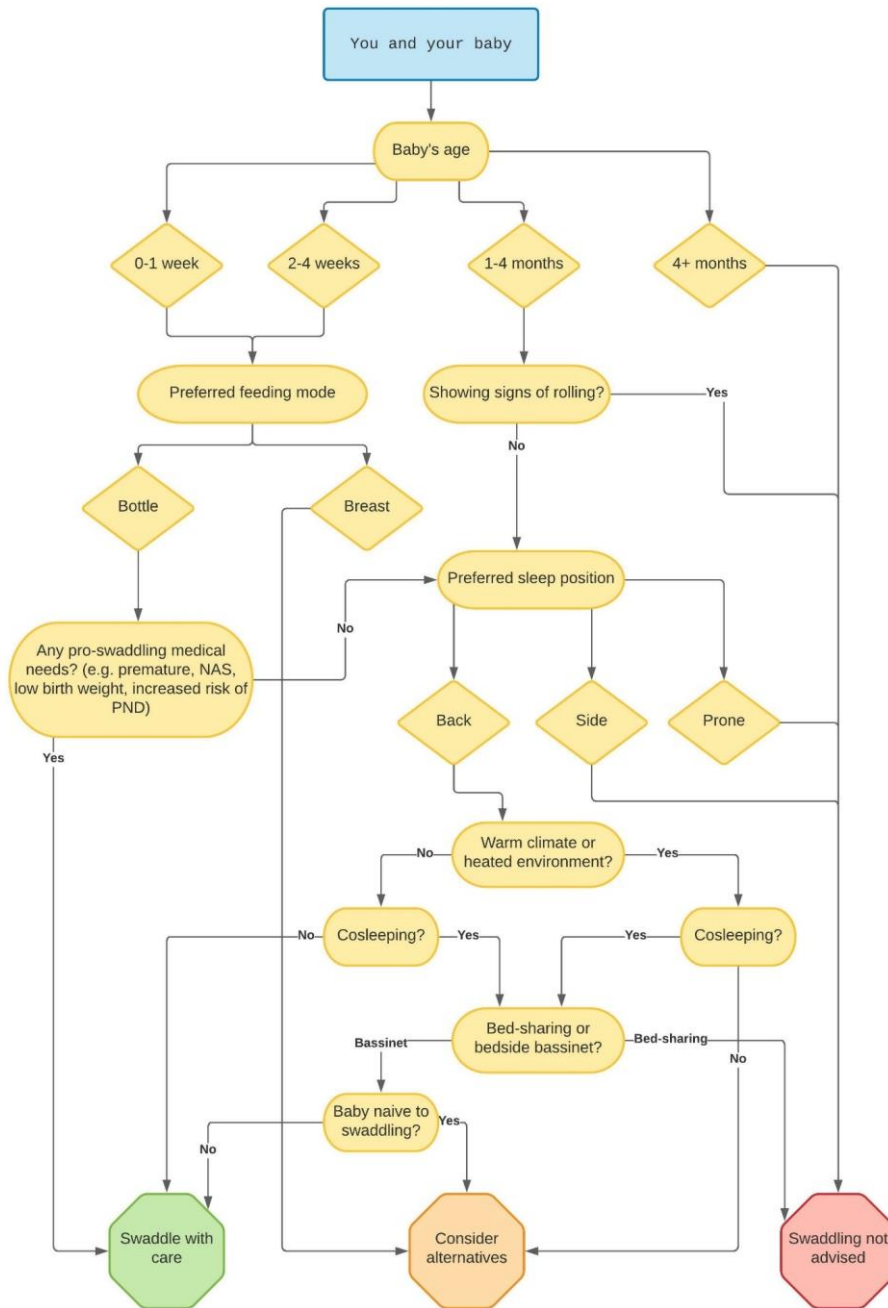 You and your baby
Baby's age
0-1 week
2-4 weeks
1-4 months
4+ months
Preferred feeding mode
Showing signs of rolling?
Yes
No
Bottle
Breast
Preferred sleep position
No
Any pro-swaddling medical
needs? (e.g. premature, NAS,
low birth weight, increased risk of
PND)
Back
Side
Prone
Yes
Warm climate or
heated environment?
No
Yes
Cosleeping?
No
Yes
Yes
Cosleeping?
Bed-sharing or
bedside bassinet?
Bassinet
Bed-sharing
No
Baby naive to
swaddling?
Yes
No
Swaddle with
care
Consider
alternatives
Swaddling not
advised